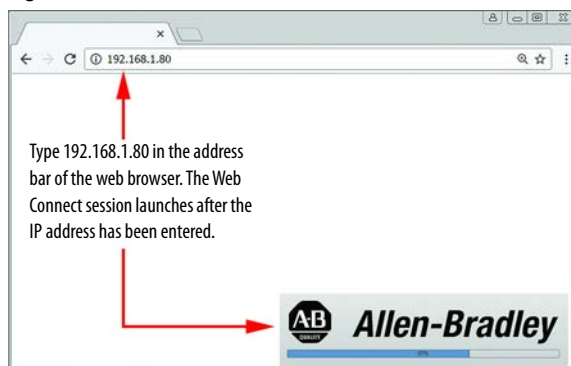 192.168.1.80
Type 192.168.1.80 in the address
bar of the web browser. The Web
Connect session launches after the
IP address has been entered.
AB
QUALITY
Allen-Bradley